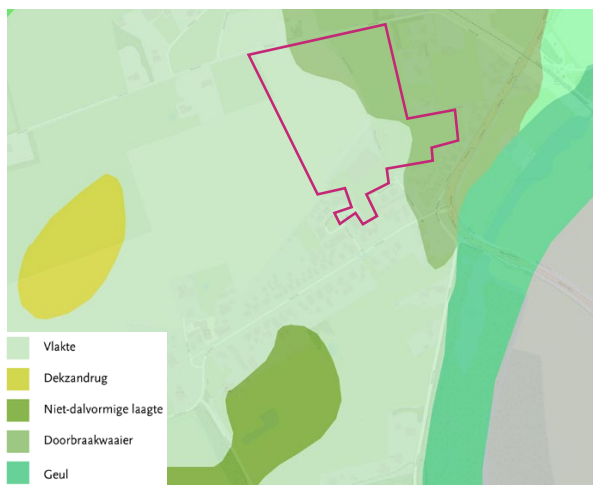 Vlakte
Dekzandrug
Niet-dalvormige laagte
Doorbraakwaaier
Geul